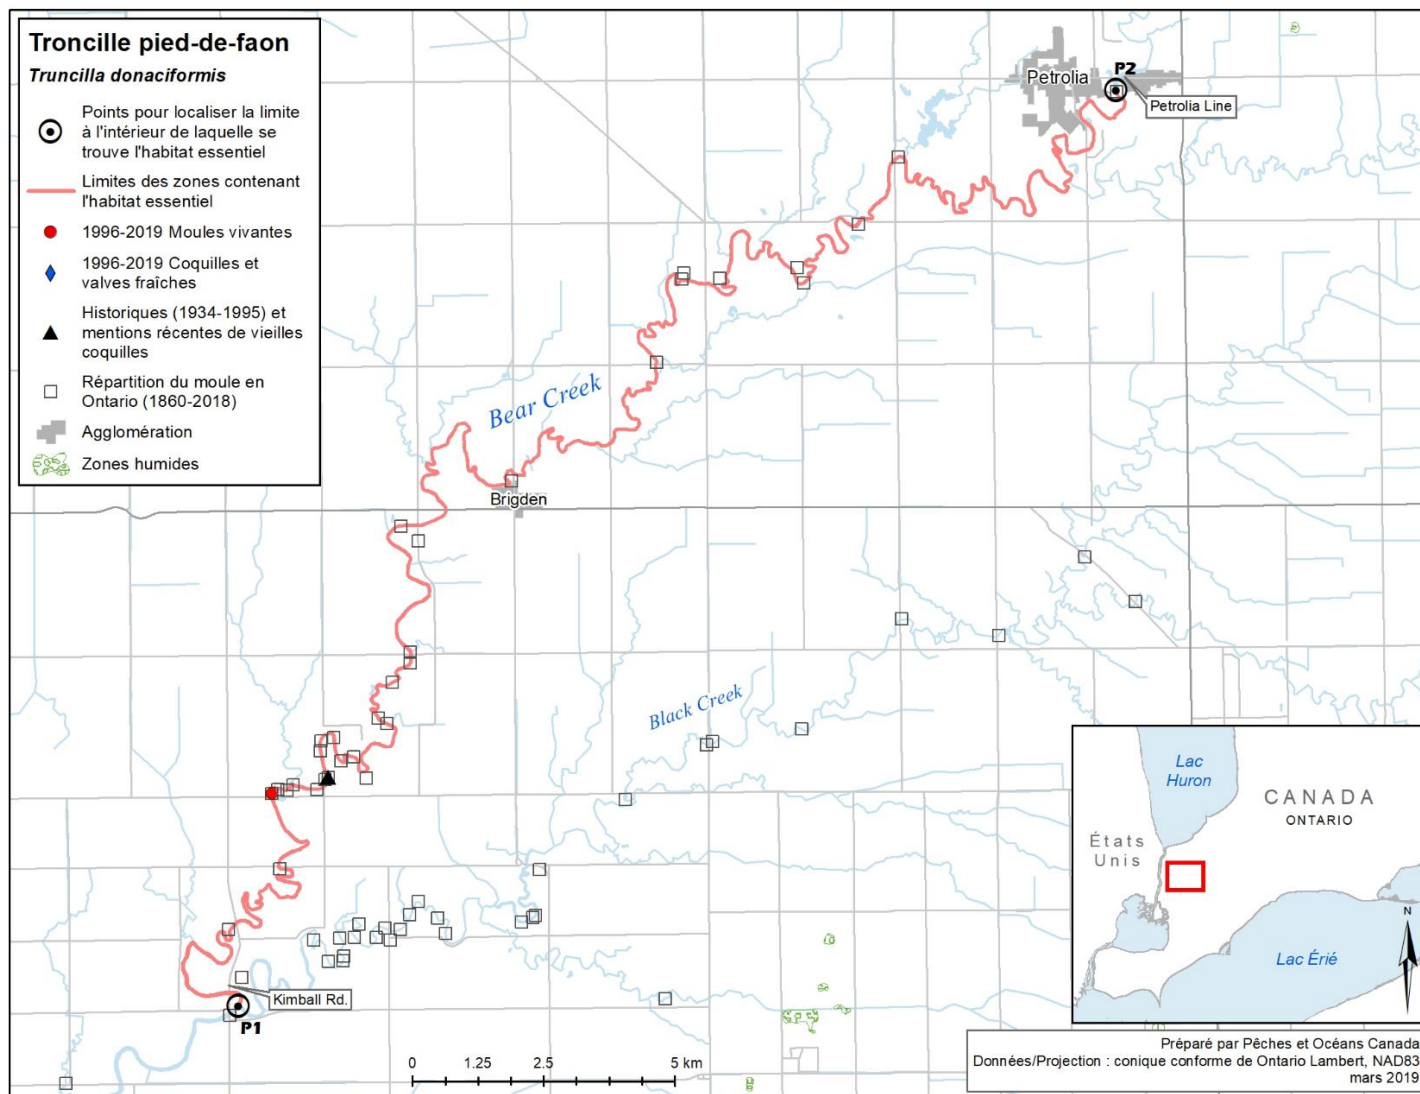 Troncille pied-de-faon
Truncilla donaciformis
Points pour localiser la limite
à l'intérieur de laquelle se
trouve l'habitat essentiel
Limites des zones contenant
l'habitat essentiel
1996-2019 Moules vivantes
1996-2019 Coquilles et
valves fraîches
Historiques (1934-1995) et
mentions récentes de vieilles
coquilles
Répartition du moule en
Ontario (1860-2018)
Agglomération
Zones humides
P2
Petrolia
Petrolia Line
Bear Creek
Brigden
Black Creek
Kimball Rd.
P1
0 1.25 2.5 5 km
Lac
Huron
CANADA
ONTARIO
États
Unis
N
Lac Érié
Préparé par Pêches et Océans Canada
Données/Projection : conique conforme de Ontario Lambert, NAD83
mars 2019